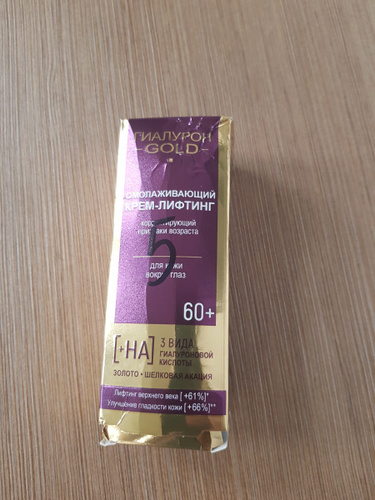 ГИАЛУРОН
GOLD
ОМОЛАЖИВАЮЩИЙ
КРЕМ-ЛИФТИНГ
корректирующий
признаки возраста
5
для кожи
вокруг глаз
60+
[+HA]
3 ВИДА
ГИАЛУРОНОВОЙ
КИСЛОТЫ
ЗОЛОТО • ШЕЛКОВАЯ АКАЦИЯ
Лифтинг верхнего века [+61%]*
Улучшение гладкости кожи [+66%]**